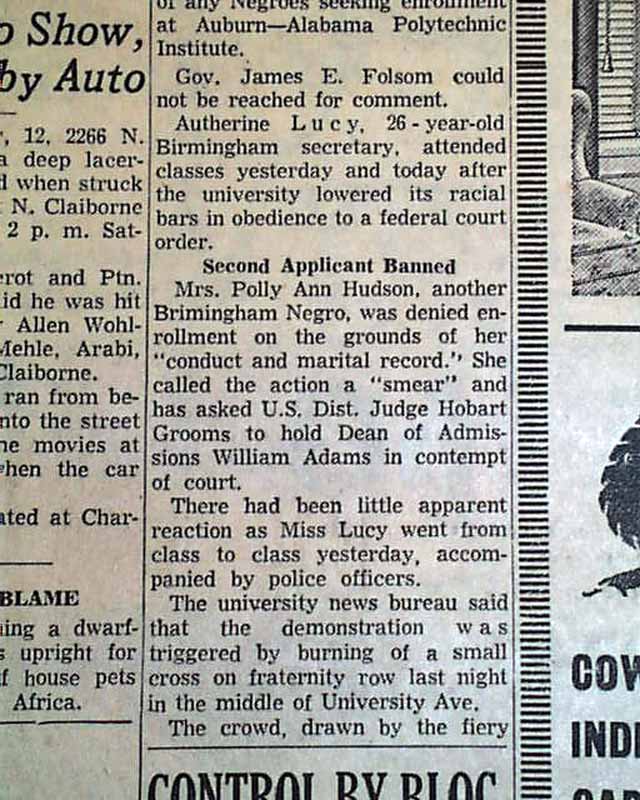 o Show,
by Auto
r, 12, 2266 N.
a deep lacer-
d when struck
N. Claiborne
2 p. m. Sat-
erot and Ptn.
id he was hit
r Allen Wohl-
Mehle, Arabi,
Claiborne.
ran from be-
nto the street
ne movies at
when the car
ated at Char-
BLAME
ing a dwarf-
s upright for
f house pets
Africa.
of any Negroes seeking enrollment
at Auburn—Alabama Polytechnic
Institute.
Gov. James E. Folsom could
not be reached for comment.
Autherine Lucy, 26-year-old
Birmingham secretary, attended
classes yesterday and today after
the university lowered its racial
bars in obedience to a federal court
order.
Second Applicant Banned
Mrs. Polly Ann Hudson, another
Brimingham Negro, was denied en-
rollment on the grounds of her
"conduct and marital record." She
called the action a "smear" and
has asked U.S. Dist. Judge Hobart
Grooms to hold Dean of Admis-
sions William Adams in contempt
of court.
There had been little apparent
reaction as Miss Lucy went from
class to class yesterday, accom-
panied by police officers.
The university news bureau said
that the demonstration was
triggered by burning of a small
cross on fraternity row last night
in the middle of University Ave.
The crowd, drawn by the fiery
CONTROL BY BLOC
COW
INDI
CAR